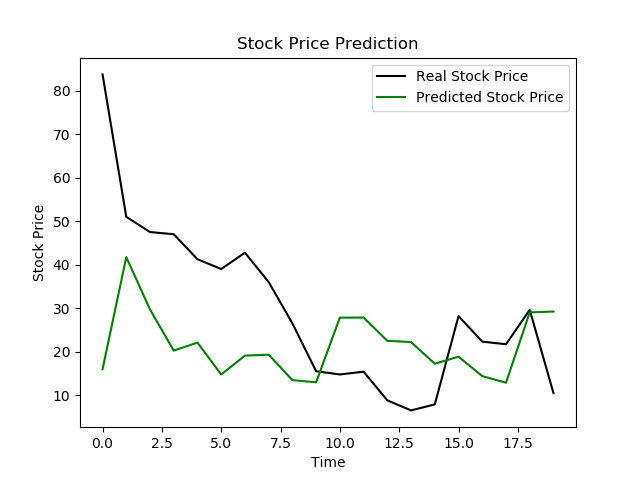 Stock Price Prediction
Real Stock Price
Predicted Stock Price
Stock Price
80
70
60
50
40
30
20
10
0.0 2.5 5.0 7.5 10.0 12.5 15.0 17.5
Time